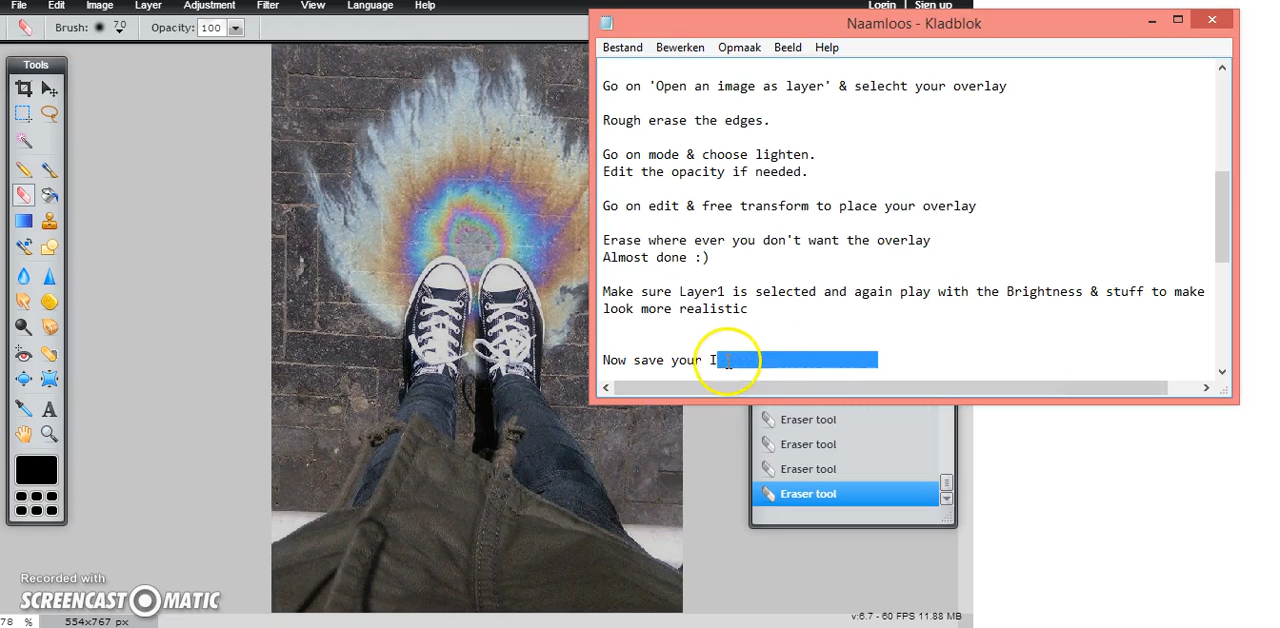 File Edit Image Layer Adjustment Filter View Language Help Login Sign up
Brush: 70 Opacity: 100
Tools
Naamloos - Kladblok
Bestand Bewerken Opmaak Beeld Help
Go on 'Open an image as layer' & selecht your overlay
Rough erase the edges.
Go on mode & choose lighten.
Edit the opacity if needed.
Go on edit & free transform to place your overlay
Erase where ever you don't want the overlay
Almost done :)
Make sure Layer1 is selected and again play with the Brightness & stuff to make
look more realistic
Now save your I
Eraser tool
Eraser tool
Eraser tool
Eraser tool
Recorded with
SCREENCAST MATIC
78 % 554x767 px
v:6.7 - 60 FPS 11.88 MB